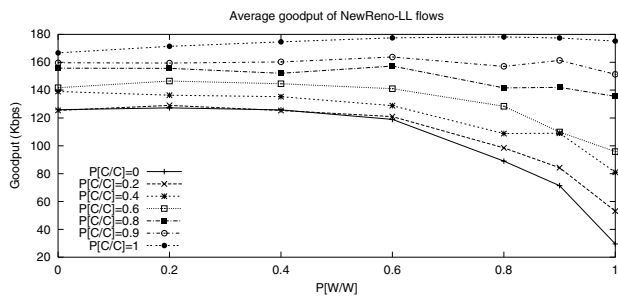 Average goodput of NewReno-LL flows
180
160
140
120
100
80
60
40
20
Goodput (Kbps)
P[C/C]=0
P[C/C]=0.2
P[C/C]=0.4
P[C/C]=0.6
P[C/C]=0.8
P[C/C]=0.9
P[C/C]=1
0 0.2 0.4 0.6 0.8 1
P[W/W]